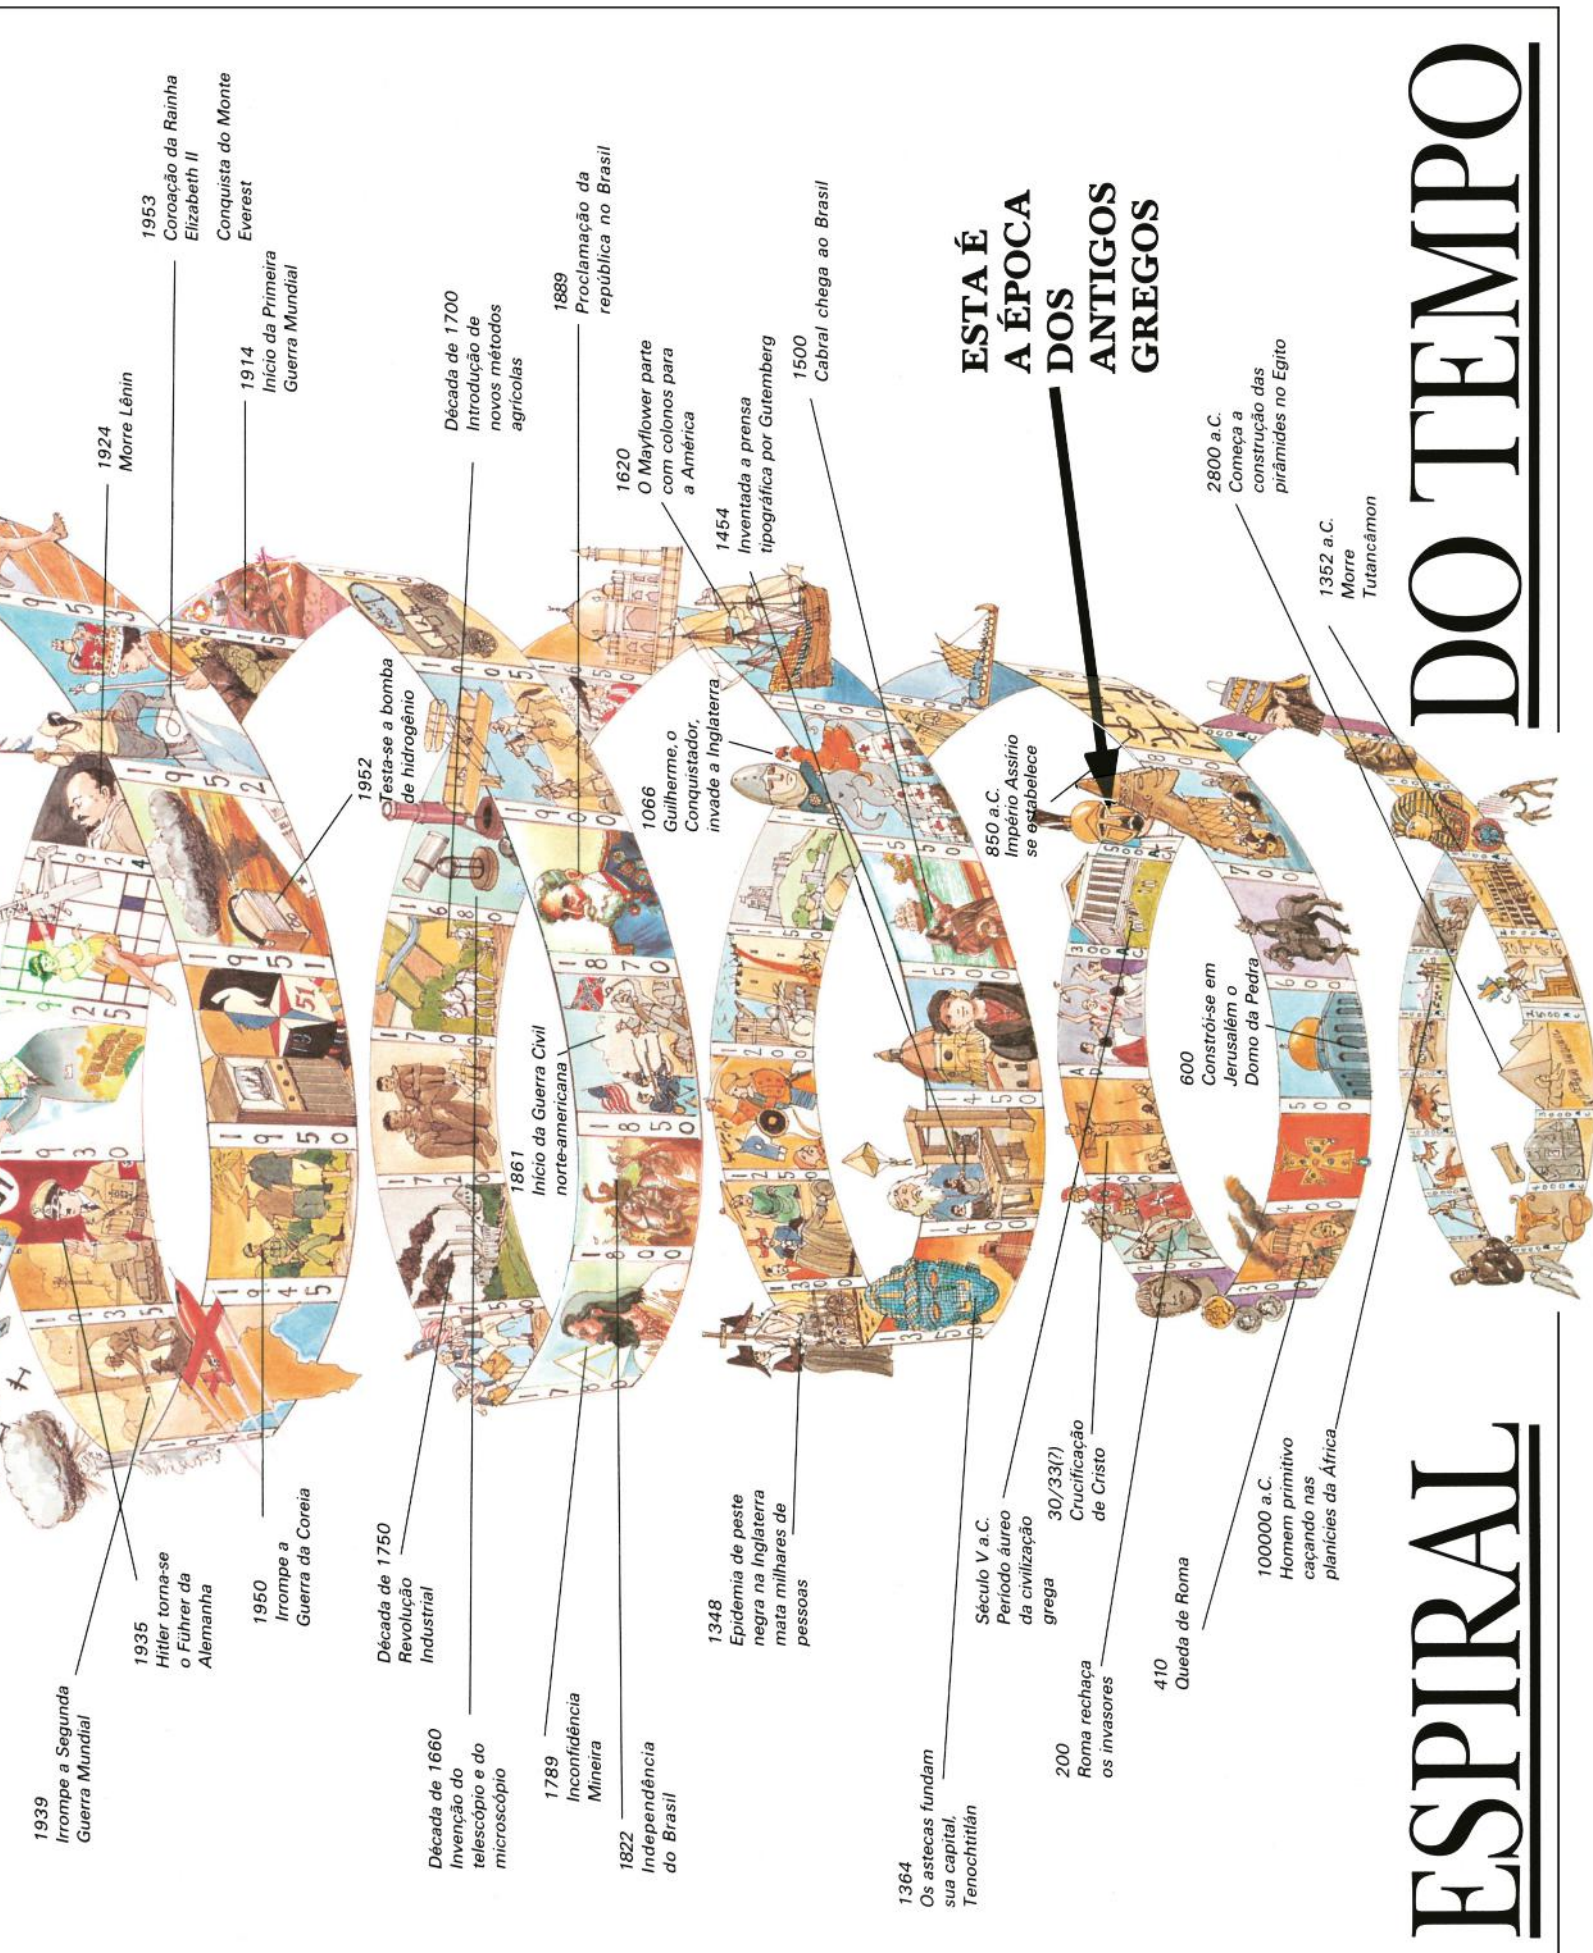 1939
Irrompe a Segunda
Guerra Mundial
1935
Hitler torna-se
o Führer da
Alemanha
1950
Irrompe a
Guerra da Coreia
1924
Morre Lênin
1953
Coroação da Rainha
Elizabeth II
Conquista do Monte
Everest
1914
Início da Primeira
Guerra Mundial
1952
Testa-se a bomba
de hidrogênio
Década de 1750
Revolução
Industrial
Década de 1660
Invenção do
telescópio e do
microscópio
1789
Inconfidência
Mineira
1822
Independência
do Brasil
1861
Início da Guerra Civil
norte-americana
Década de 1700
Introdução de
novos métodos
agrícolas
1889
Proclamação da
república no Brasil
1620
O Mayflower parte
com colonos para
a América
1066
Guilherme, o
Conquistador,
invade a Inglaterra
1454
Inventada a prensa
tipográfica por Gutemberg
1500
Cabral chega ao Brasil
1348
Epidemia de peste
negra na Inglaterra
mata milhares de
pessoas
1364
Os astecas fundam
sua capital,
Tenochtitlán
Século V a.C.
Período áureo
da civilização
grega
30/33(?)
Crucificação
de Cristo
200
Roma rechaça
os invasores
410
Queda de Roma
850 a.C.
Império Assírio
se estabelece
ESTA É
A ÉPOCA
DOS
ANTIGOS
GREGOS
600
Constrói-se em
Jerusalém o
Domo da Pedra
2800 a.C.
Começa a
construção das
pirâmides no Egito
1352 a.C.
Morre
Tutancâmon
100000 a.C.
Homem primitivo
caçando nas
planícies da África
ESPIRAL DO TEMPO